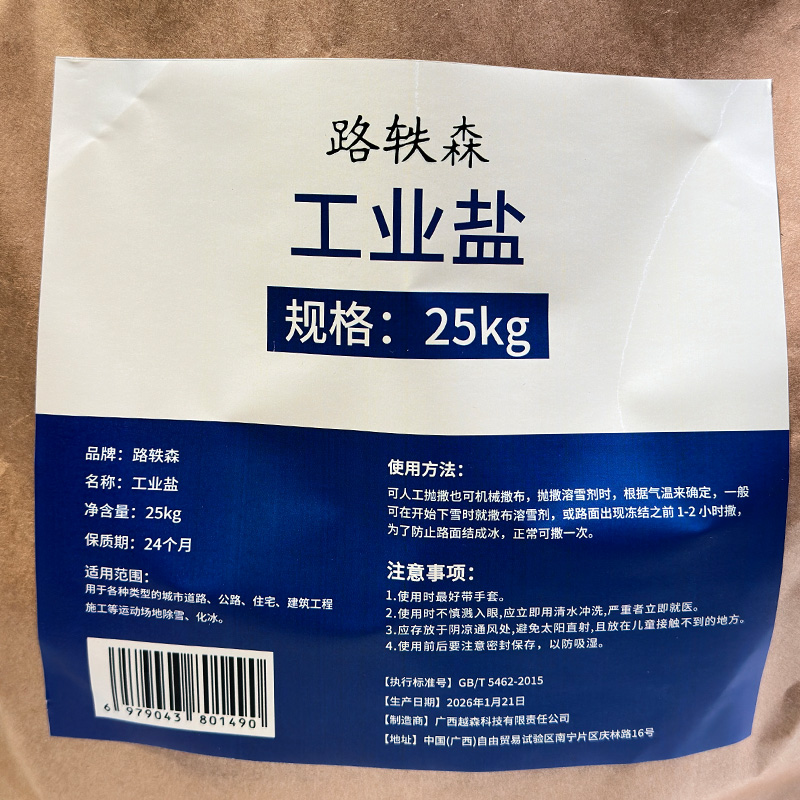 路轶森
工业盐
规格：25kg
品牌：路轶森
名称：工业盐
净含量：25kg
保质期：24个月
适用范围：
用于各种类型的城市道路、公路、住宅、建筑工程
施工等运动场地除雪、化冰。
6 979043 801490
使用方法：
可人工抛撒也可机械撒布，抛撒溶雪剂时，根据气温来确定，一般
可在开始下雪时就撒布溶雪剂，或路面出现冻结之前1-2小时撒，
为了防止路面结成冰，正常可撒一次。
注意事项：
1.使用时最好带手套。
2.使用时不慎溅入眼,应立即用清水冲洗,严重者立即就医。
3.应存放于阴凉通风处,避免太阳直射,且放在儿童接触不到的地方。
4.使用前后要注意密封保存，以防吸湿。
【执行标准号】GB/T 5462-2015
【生产日期】2026年1月21日
【制造商】广西越森科技有限责任公司
【地址】中国(广西)自由贸易试验区南宁片区庆林路16号